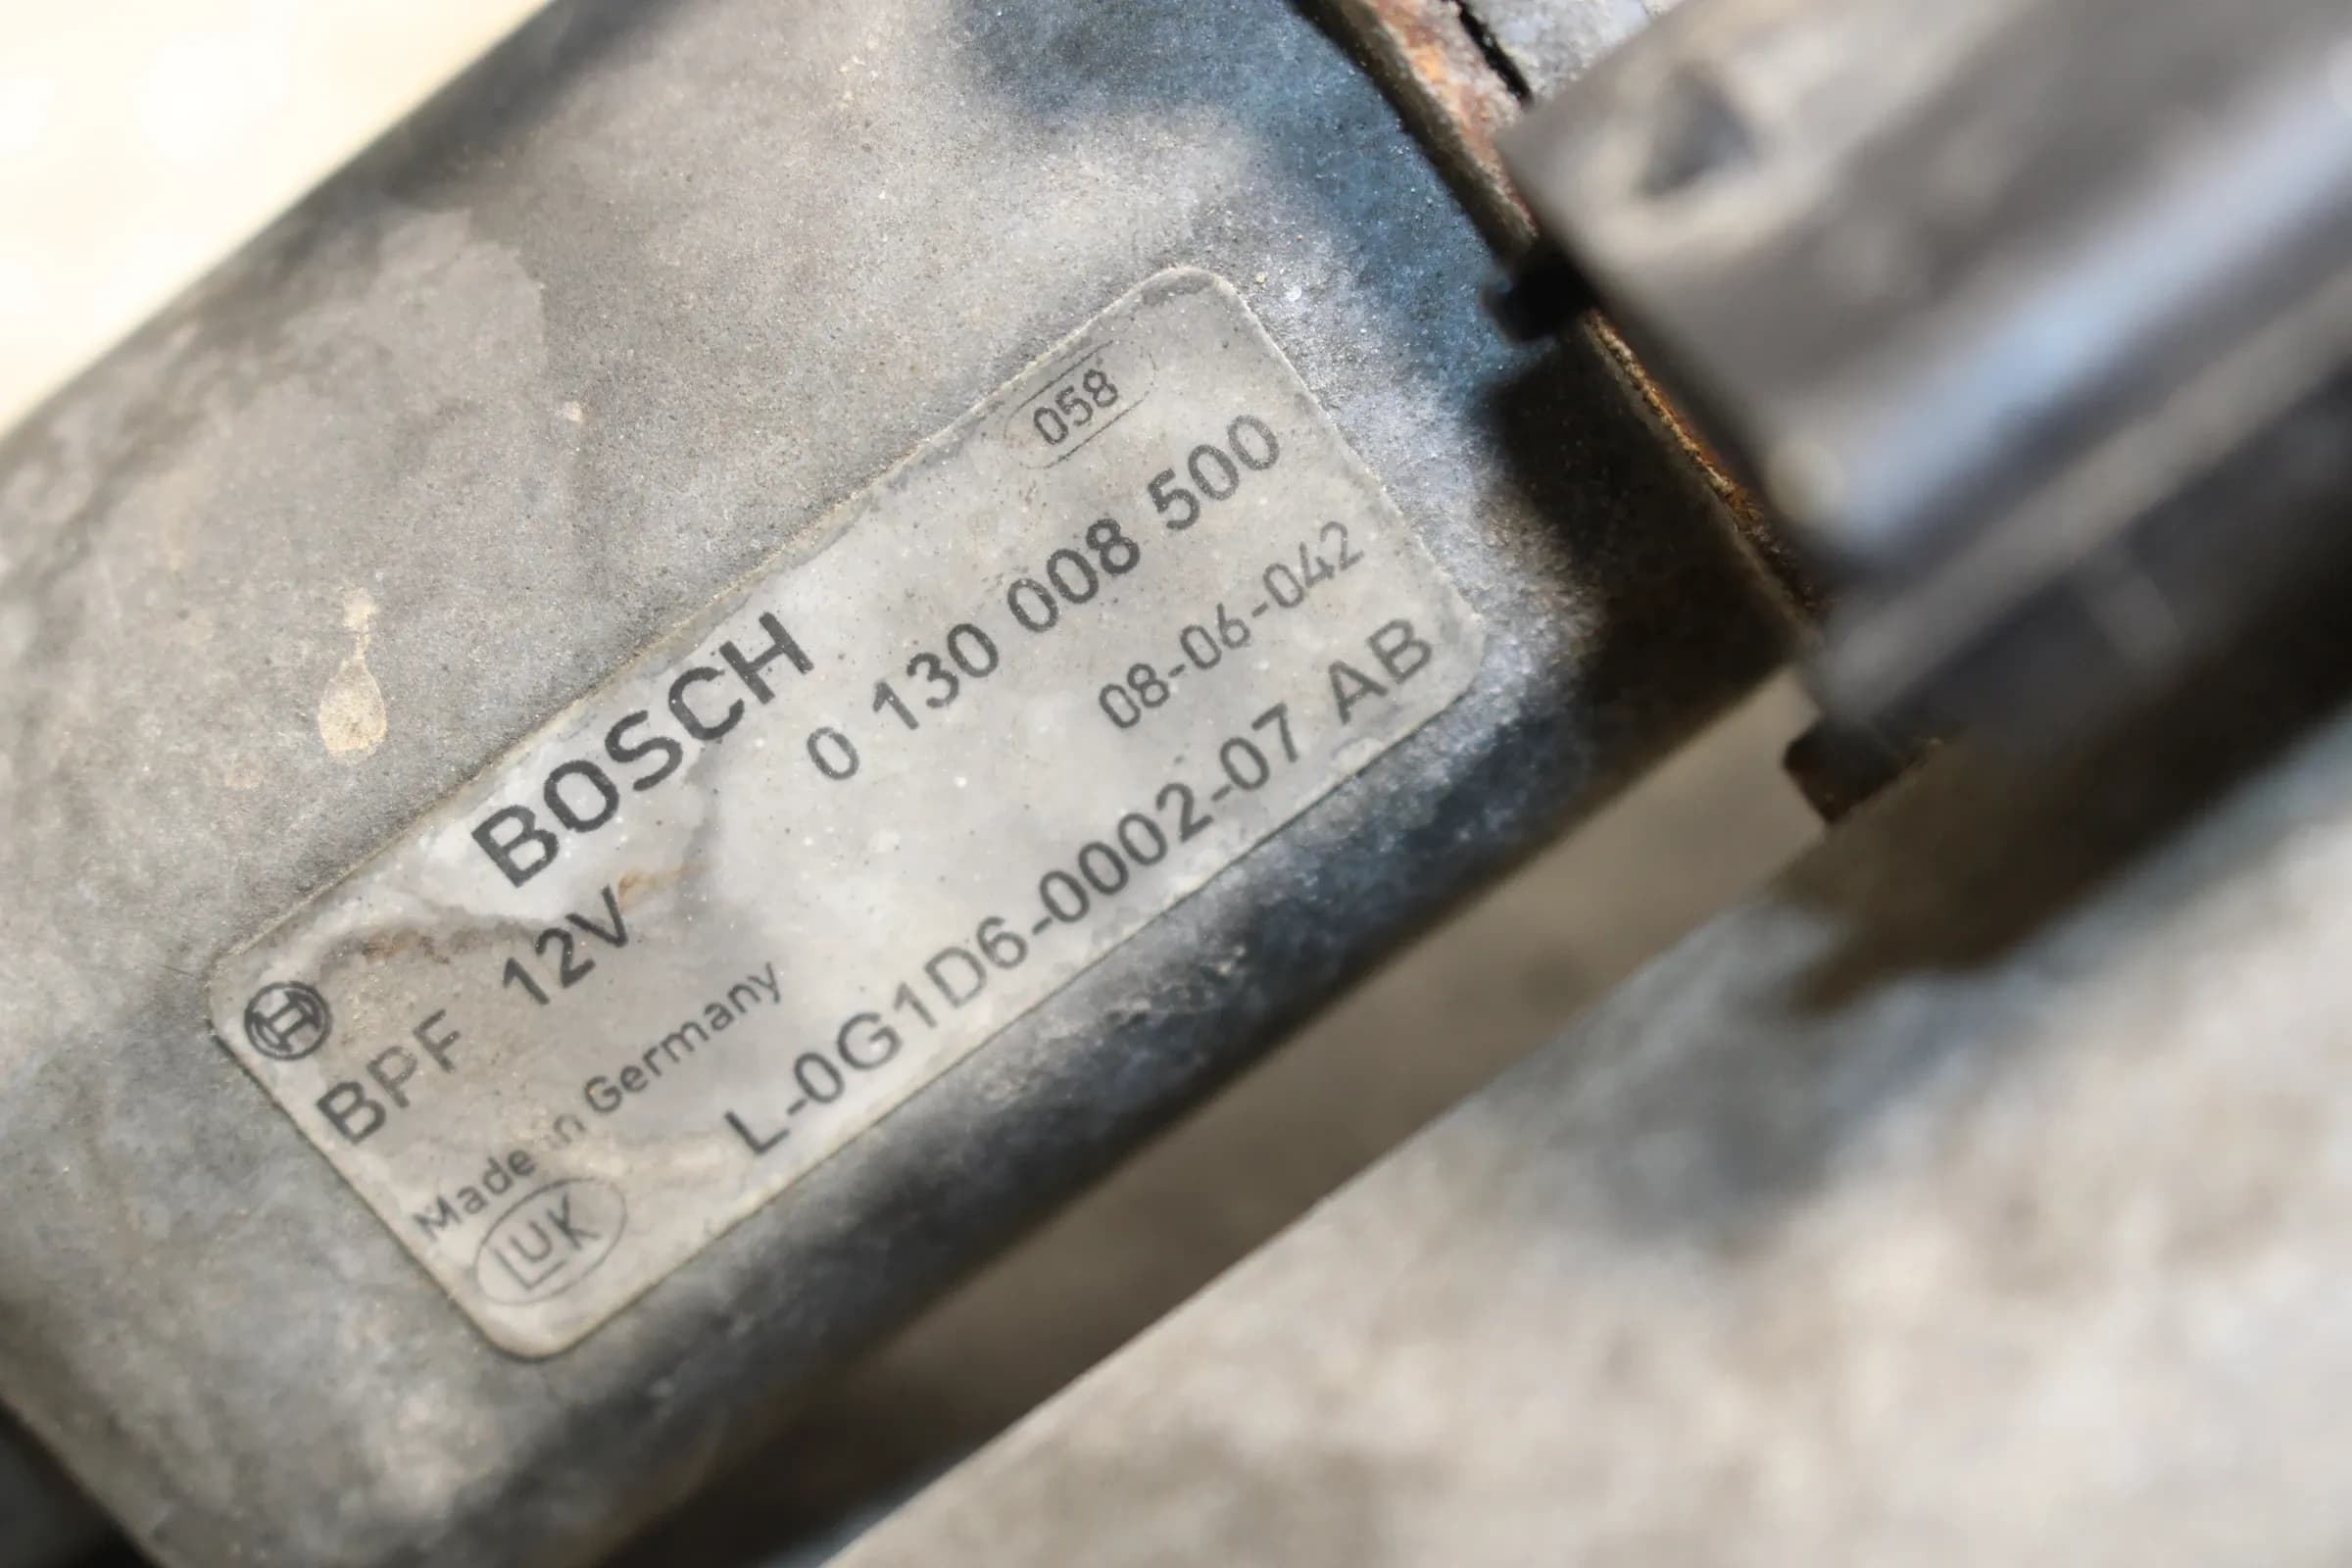 058
BOSCH
0 130 008 500
BPF 12V
08-06-042
Made in Germany
L-0G1D6-0002-07 AB
LUK